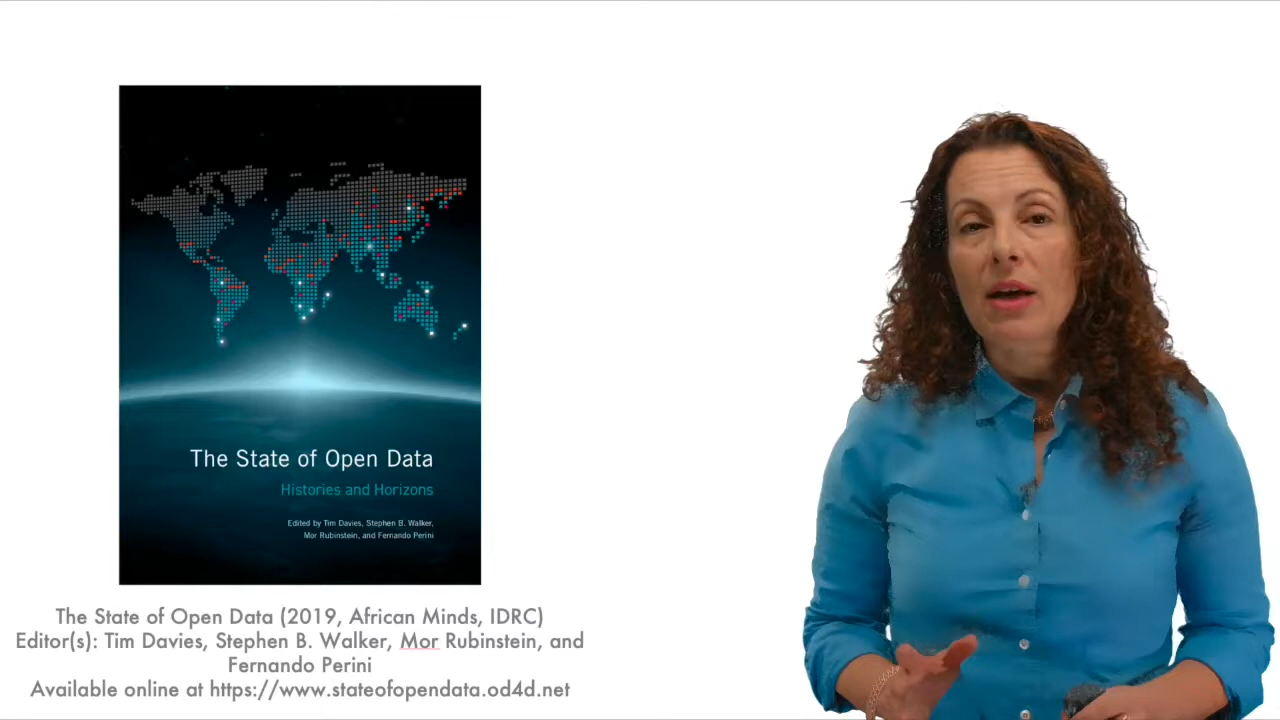 The State of Open Data
Histories and Horizons
Edited by Tim Davies, Stephen B. Walker,
Mor Rubinstein, and Fernando Perini
The State of Open Data (2019, African Minds, IDRC)
Editor(s): Tim Davies, Stephen B. Walker, Mor Rubinstein, and
Fernando Perini
Available online at https://www.stateofopendata.od4d.net